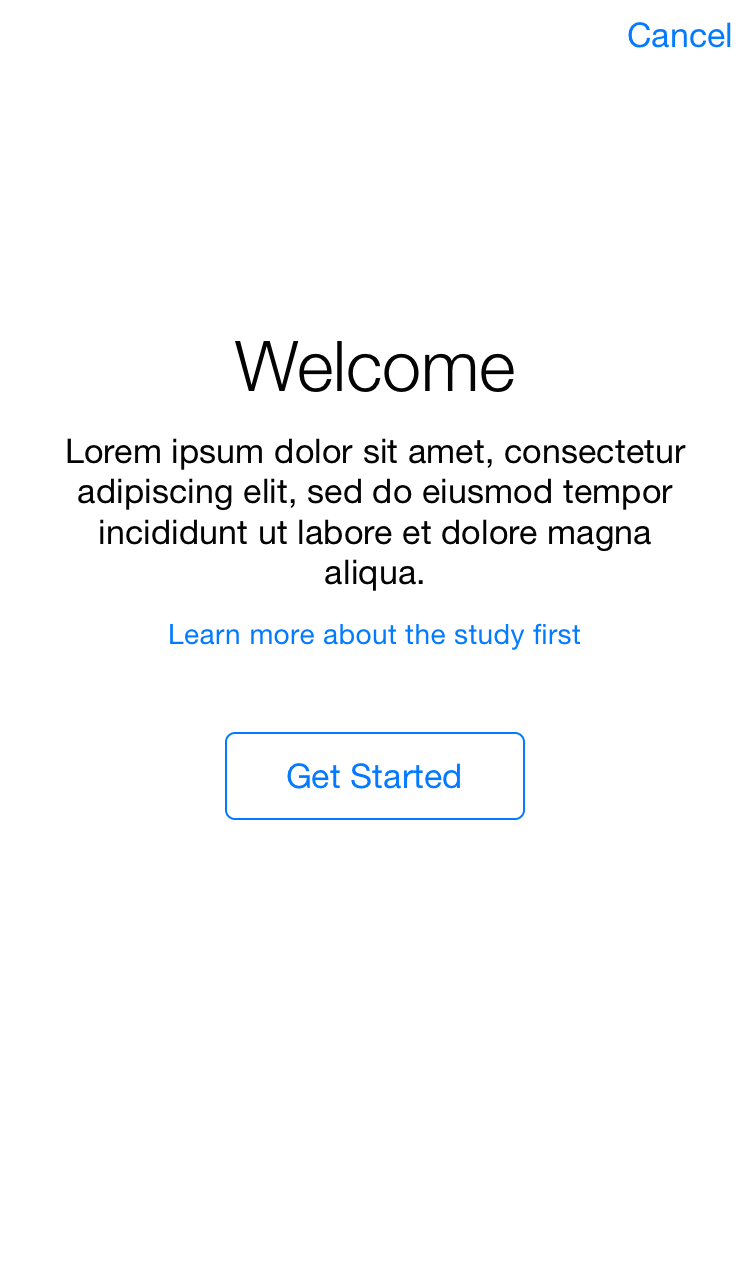 Cancel
Welcome
Lorem ipsum dolor sit amet, consectetur
adipiscing elit, sed do eiusmod tempor
incididunt ut labore et dolore magna
aliqua.
Learn more about the study first
Get Started